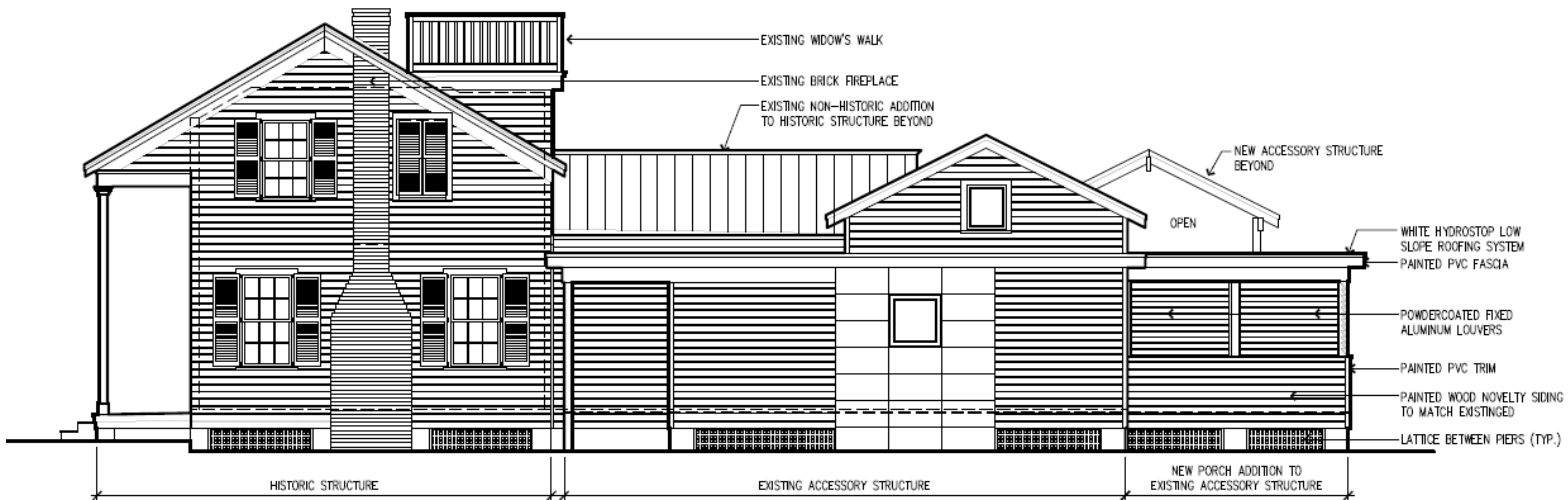 EXISTING WIDOW'S WALK
EXISTING BRICK FIREPLACE
EXISTING NON-HISTORIC ADDITION
TO HISTORIC STRUCTURE BEYOND
NEW ACCESSORY STRUCTURE
BEYOND
OPEN
WHITE HYDROSTOP LOW
SLOPE ROOFING SYSTEM
PAINTED PVC FASCIA
POWDERCOATED FIXED
ALUMINUM LOUVERS
PAINTED PVC TRIM
PAINTED WOOD NOVELTY SIDING
TO MATCH EXISTINGED
LATTICE BETWEEN PIERS (TYP.)
HISTORIC STRUCTURE
EXISTING ACCESSORY STRUCTURE
NEW PORCH ADDITION TO
EXISTING ACCESSORY STRUCTURE